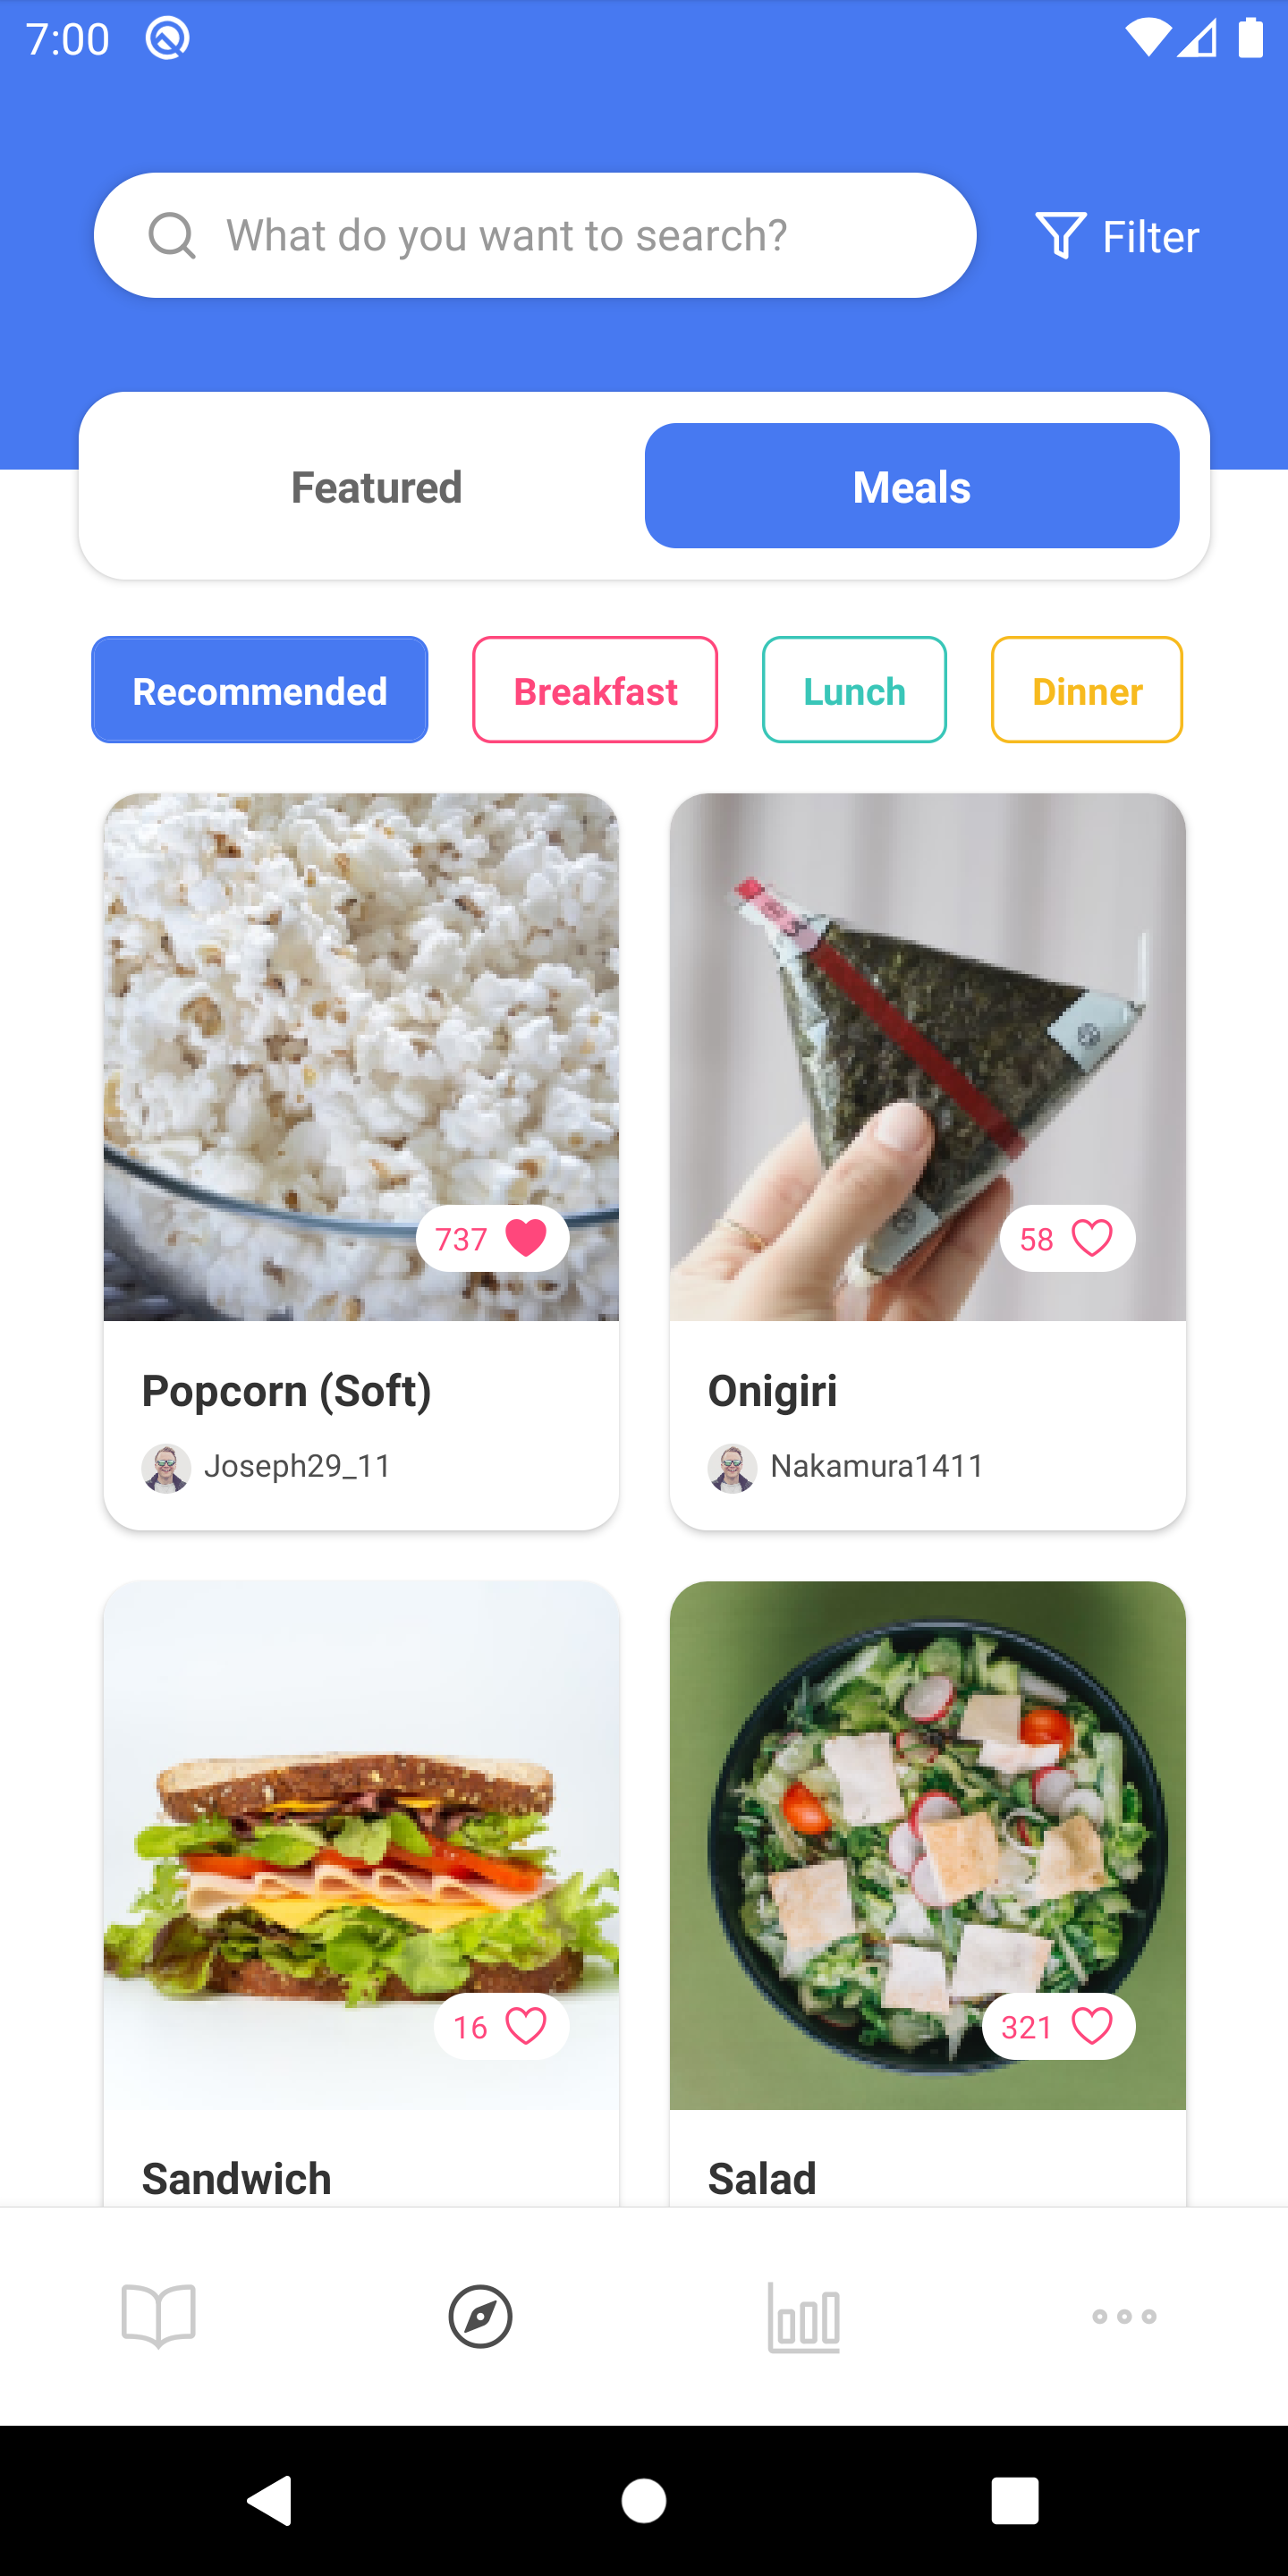 7:00
What do you want to search?
Filter
Featured
Meals
Recommended
Breakfast
Lunch
Dinner
737
58
Popcorn (Soft)
Onigiri
Joseph29_11
Nakamura1411
16
321
Sandwich
Salad